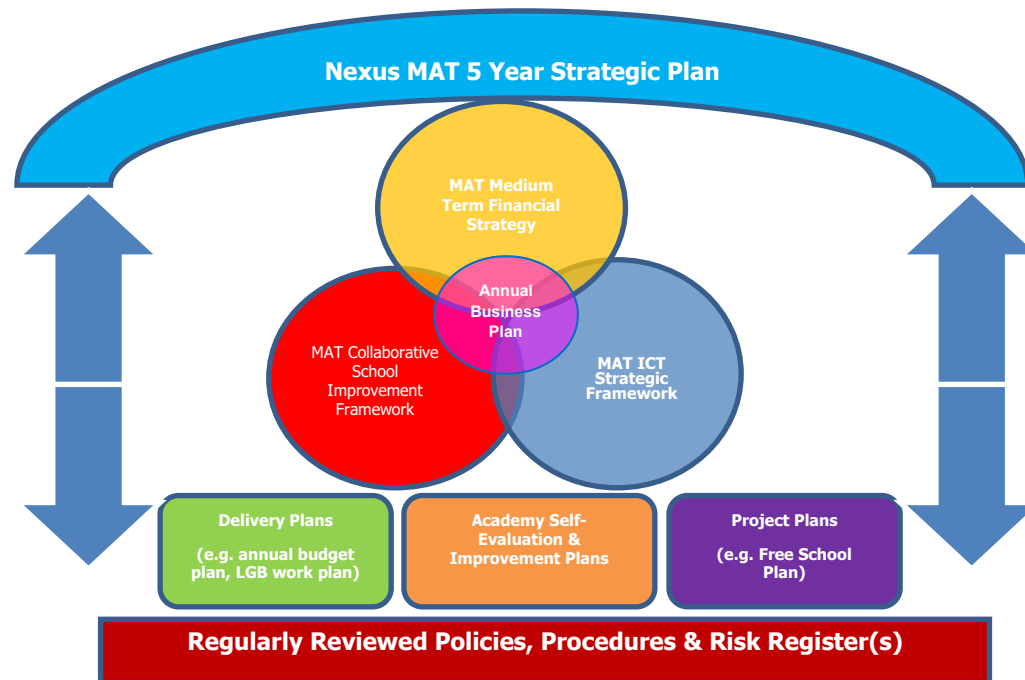 Nexus MAT 5 Year Strategic Plan
MAT Medium
Term Financial
Strategy
Annual
Business
Plan
MAT Collaborative
School
Improvement
Framework
MAT ICT
Strategic
Framework
Delivery Plans
(e.g. annual budget
plan, LGB work plan)
Academy Self-
Evaluation &
Improvement Plans
Project Plans
(e.g. Free School
Plan)
Regularly Reviewed Policies, Procedures & Risk Register(s)